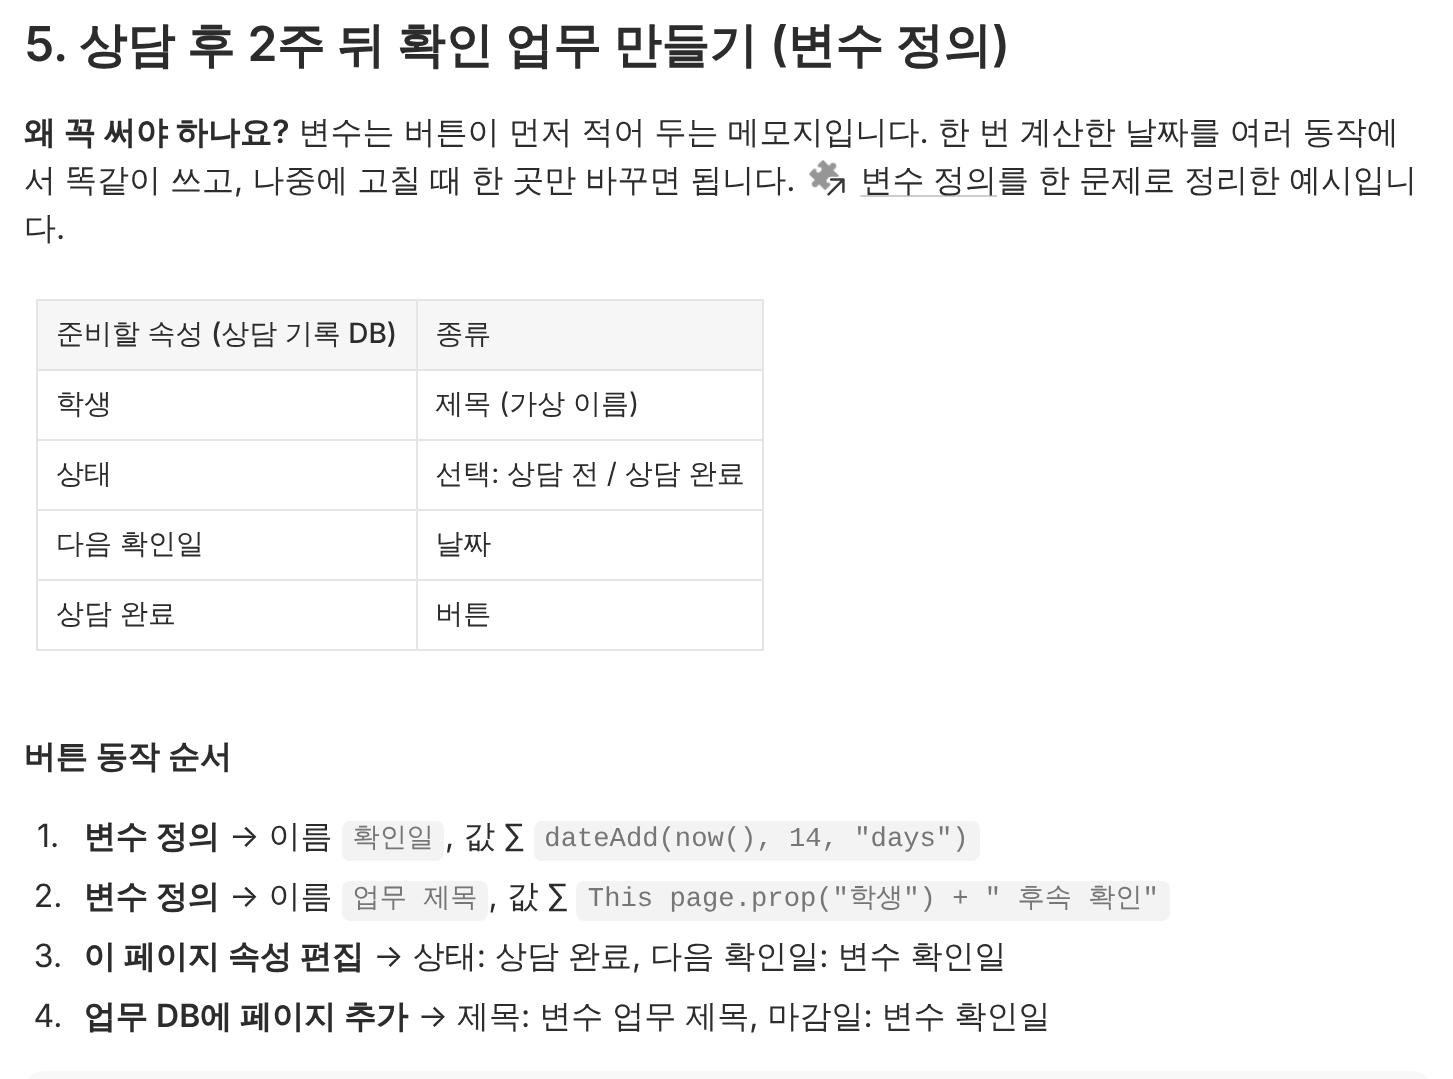 5. 상담 후 2주 뒤 확인 업무 만들기 (변수 정의)
왜 꼭 써야 하나요? 변수는 버튼이 먼저 적어 두는 메모지입니다. 한 번 계산한 날짜를 여러 동작에
서 똑같이 쓰고, 나중에 고칠 때 한 곳만 바꾸면 됩니다. 변수 정의를 한 문제로 정리한 예시입니
다.
준비할 속성 (상담 기록 DB) 종류
학생 제목 (가상 이름)
상태 선택: 상담 전 / 상담 완료
다음 확인일 날짜
상담 완료 버튼
버튼 동작 순서
1. 변수 정의 → 이름 확인일, 값 ∑ dateAdd(now(), 14, "days")
2. 변수 정의 → 이름 업무 제목, 값 ∑ This page.prop("학생") + " 후속 확인"
3. 이 페이지 속성 편집 → 상태: 상담 완료, 다음 확인일: 변수 확인일
4. 업무 DB에 페이지 추가 → 제목: 변수 업무 제목, 마감일: 변수 확인일